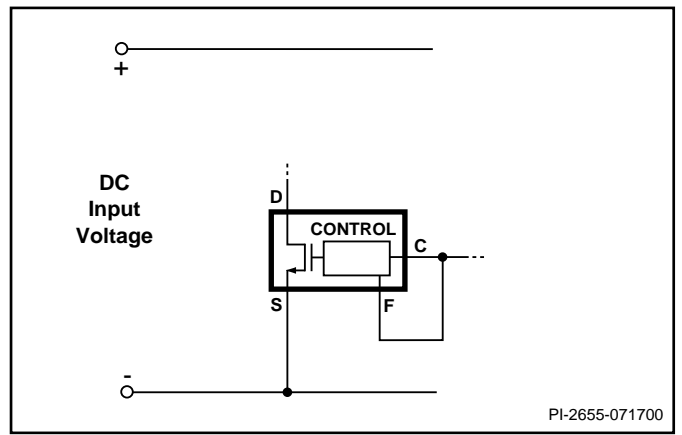 +
DC
Input
Voltage
D
CONTROL
C
S
F
-
PI-2655-071700